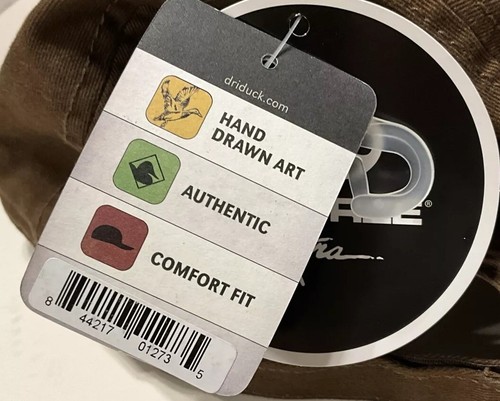 driduck.com
HAND
DRAWN ART
AUTHENTIC
COMFORT FIT
8 44217 01273 5